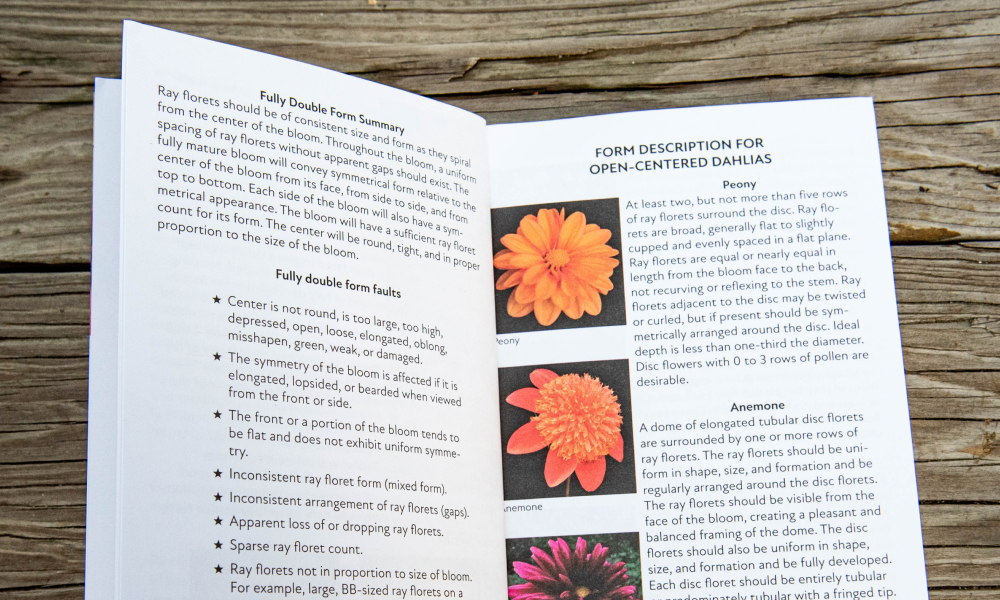 Fully Double Form Summary
Ray florets should be of consistent size and form as they spiral
from the center of the bloom. Throughout the bloom, a uniform
spacing of ray florets without apparent gaps should exist. The
fully mature bloom will convey symmetrical form relative to the
center of the bloom from its face, from side to side, and from
top to bottom. Each side of the bloom will also have a sym-
metrical appearance. The bloom will have a sufficient ray floret
count for its form. The center will be round, tight, and in proper
proportion to the size of the bloom.
Fully double form faults
★ Center is not round, is too large, too high,
depressed, open, loose, elongated, oblong,
misshapen, green, weak, or damaged.
★ The symmetry of the bloom is affected if it is
elongated, lopsided, or bearded when viewed
from the front or side.
★ The front or a portion of the bloom tends to
be flat and does not exhibit uniform symme-
try.
★ Inconsistent ray floret form (mixed form).
★ Inconsistent arrangement of ray florets (gaps).
★ Apparent loss of or dropping ray florets.
★ Sparse ray floret count.
★ Ray florets not in proportion to size of bloom.
For example, large, BB-sized ray florets on a
FORM DESCRIPTION FOR
OPEN-CENTERED DAHLIAS
Peony
At least two, but not more than five rows
of ray florets surround the disc. Ray flo-
rets are broad, generally flat to slightly
cupped and evenly spaced in a flat plane.
Ray florets are equal or nearly equal in
length from the bloom face to the back,
not recurving or reflexing to the stem. Ray
florets adjacent to the disc may be twisted
or curled, but if present should be sym-
metrically arranged around the disc. Ideal
depth is less than one-third the diameter.
Disc flowers with 0 to 3 rows of pollen are
desirable.
Peony
Anemone
A dome of elongated tubular disc florets
are surrounded by one or more rows of
ray florets. The ray florets should be uni-
form in shape, size, and formation and be
regularly arranged around the disc florets.
The ray florets should be visible from the
face of the bloom, creating a pleasant and
balanced framing of the dome. The disc
florets should also be uniform in shape,
size, and formation and be fully developed.
Each disc floret should be entirely tubular
or predominately tubular with a fringed tip.
Anemone